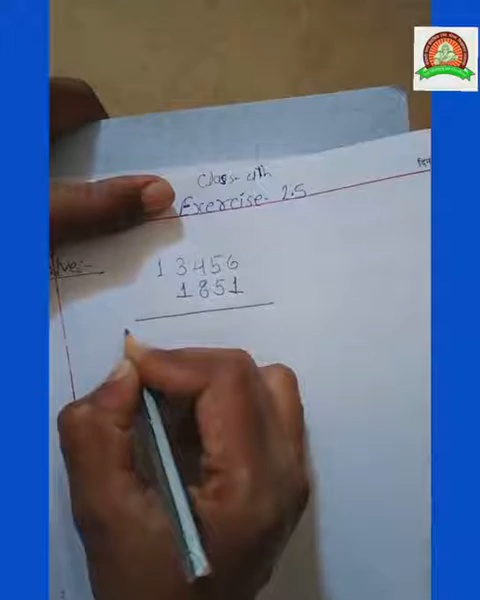 Class-4th
Exercise- 2.5
दिन
Solve:-
13456
1851